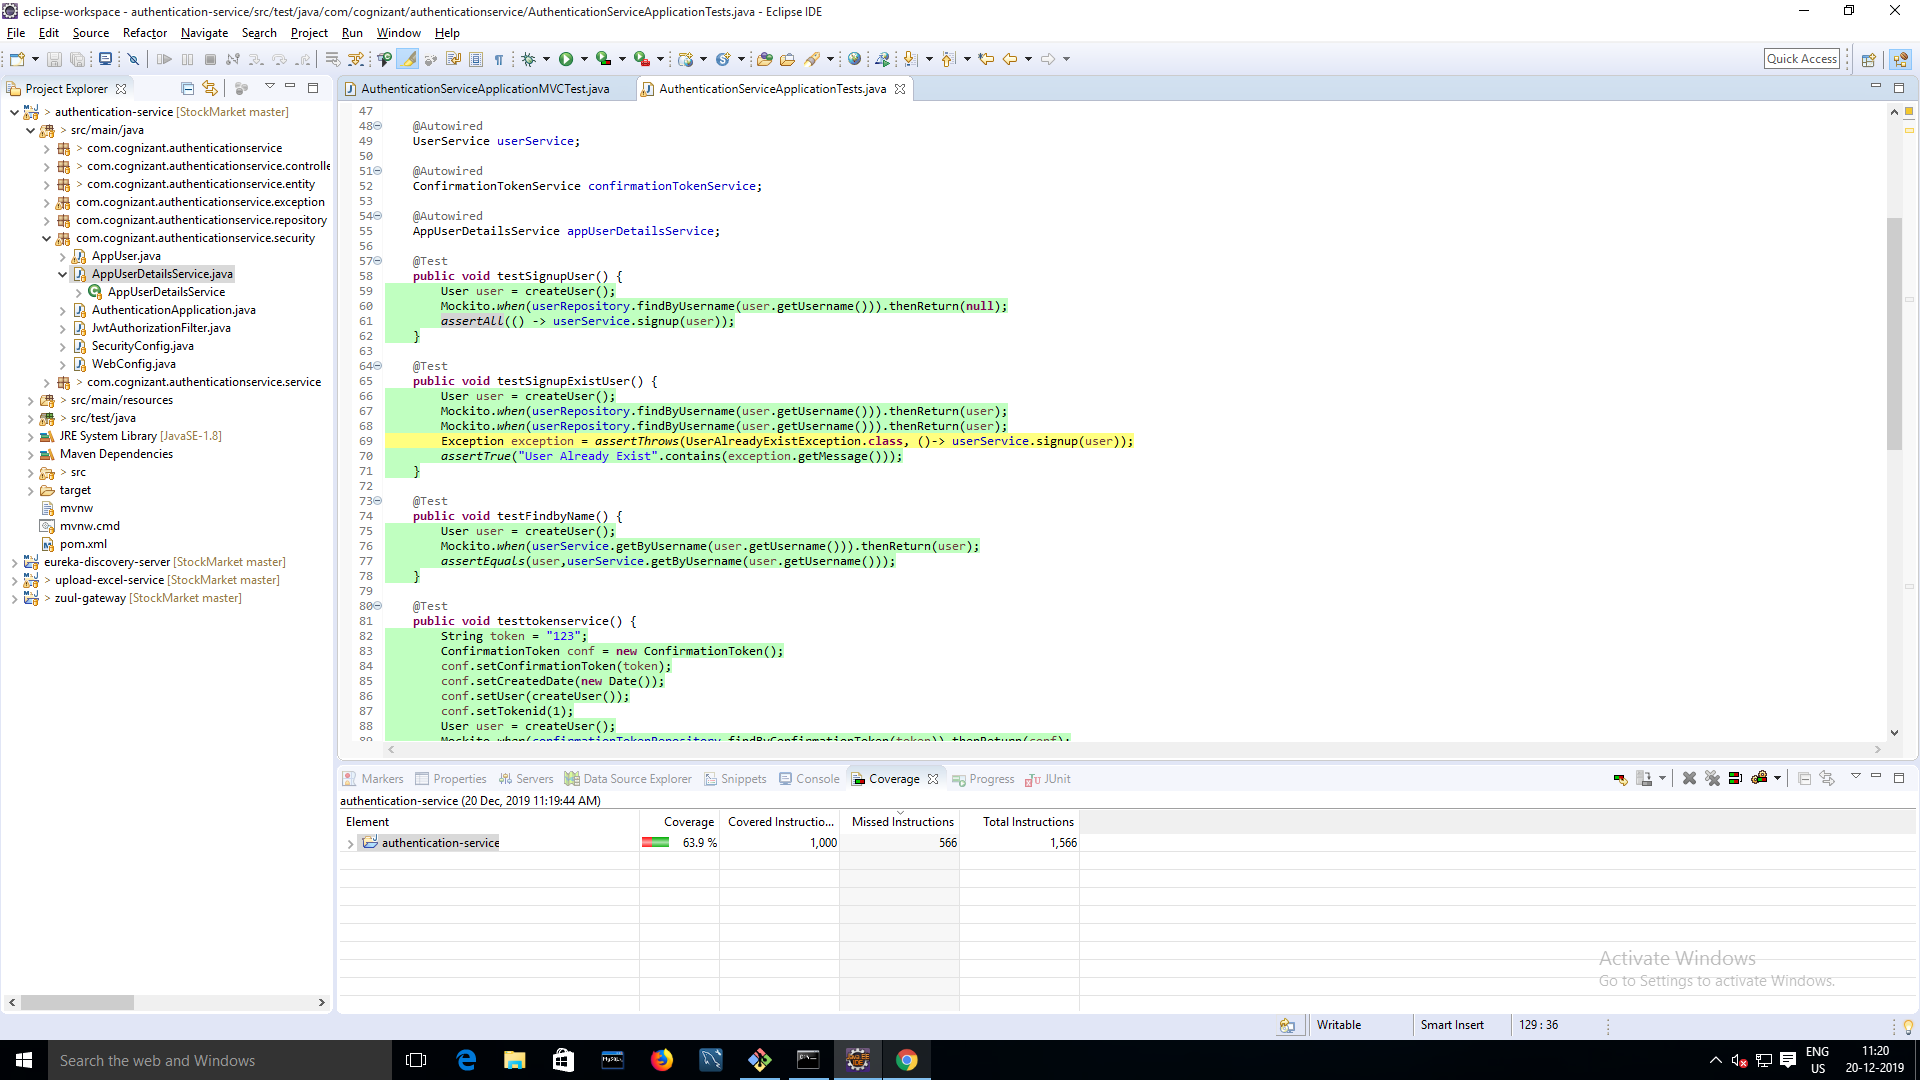 eclipse-workspace - authentication-service/src/test/java/com/cognizant/authenticationservice/AuthenticationServiceApplicationTests.java - Eclipse IDE
File Edit Source Refactor Navigate Search Project Run Window Help
Quick Access
Project Explorer
authentication-service [StockMarket master]
src/main/java
com.cognizant.authenticationservice
com.cognizant.authenticationservice.controlle
com.cognizant.authenticationservice.entity
com.cognizant.authenticationservice.exception
com.cognizant.authenticationservice.repository
com.cognizant.authenticationservice.security
AppUser.java
AppUserDetailsService.java
AppUserDetailsService
AuthenticationApplication.java
JwtAuthorizationFilter.java
SecurityConfig.java
WebConfig.java
com.cognizant.authenticationservice.service
src/main/resources
src/test/java
JRE System Library [JavaSE-1.8]
Maven Dependencies
src
target
mvnw
mvnw.cmd
pom.xml
eureka-discovery-server [StockMarket master]
upload-excel-service [StockMarket master]
zuul-gateway [StockMarket master]
AuthenticationServiceApplicationMVCTest.java AuthenticationServiceApplicationTests.java
47
48 @Autowired
49 UserService userService;
50
51 @Autowired
52 ConfirmationTokenService confirmationTokenService;
53
54 @Autowired
55 AppUserDetailsService appUserDetailsService;
56
57 @Test
58 public void testSignupUser() {
59 User user = createUser();
60 Mockito.when(userRepository.findByUsername(user.getUsername())).thenReturn(null);
61 assertAll(() -> userService.signup(user));
62 }
63
64 @Test
65 public void testSignupExistUser() {
66 User user = createUser();
67 Mockito.when(userRepository.findByUsername(user.getUsername())).thenReturn(user);
68 Mockito.when(userRepository.findByUsername(user.getUsername())).thenReturn(user);
69 Exception exception = assertThrows(UserAlreadyExistException.class, ()-> userService.signup(user));
70 assertTrue("User Already Exist".contains(exception.getMessage()));
71 }
72
73 @Test
74 public void testFindbyName() {
75 User user = createUser();
76 Mockito.when(userService.getByUsername(user.getUsername())).thenReturn(user);
77 assertEquals(user,userService.getByUsername(user.getUsername()));
78 }
79
80 @Test
81 public void testtokenservice() {
82 String token = "123";
83 ConfirmationToken conf = new ConfirmationToken();
84 conf.setConfirmationToken(token);
85 conf.setCreatedDate(new Date());
86 conf.setUser(createUser());
87 conf.setTokenid(1);
88 User user = createUser();
89 Mockito.when(confirmationTokenRepository.findByConfirmationToken(token)).thenReturn(conf);
Markers Properties Servers Data Source Explorer Snippets Console Coverage Progress JUnit
authentication-service (20 Dec, 2019 11:19:44 AM)
Element Coverage Covered Instructio... Missed Instructions Total Instructions
authentication-service 63.9 % 1,000 566 1,566
Activate Windows
Go to Settings to activate Windows.
Writable Smart Insert 129 : 36
Search the web and Windows
ENG
US
11:20
20-12-2019